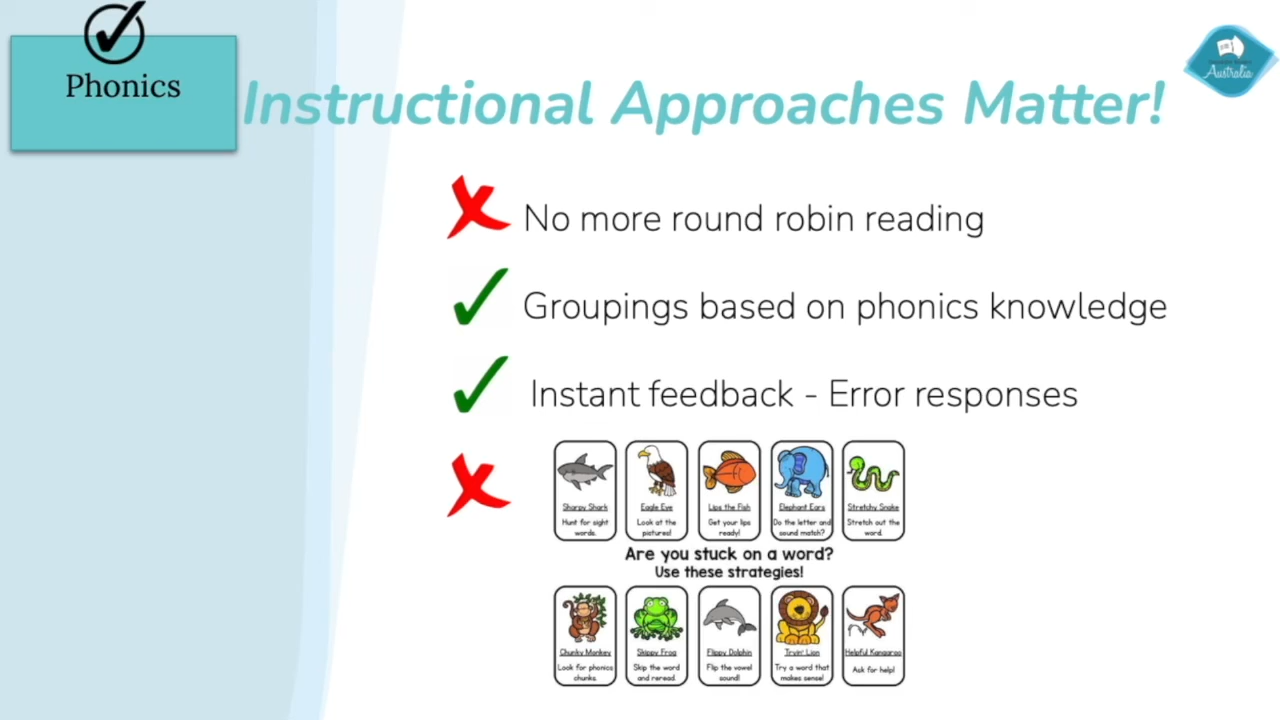 Phonics
Instructional Approaches Matter!
Australia
No more round robin reading
Groupings based on phonics knowledge
Instant feedback - Error responses
Sharpy Shark
Hunt for sight
words.
Eagle Eye
Look at the
pictures!
Lips the Fish
Get your lips
ready!
Elephant Ears
Do the letter and
sound match?
Stretchy Snake
Stretch out the
word.
Are you stuck on a word?
Use these strategies!
Chunky Monkey
Look for phonics
chunks.
Skippy Frog
Skip the word
and reread.
Flippy Dolphin
Flip the vowel
sound!
Tryin' Lion
Try a word that
makes sense!
Helpful Kangaroo
Ask for help!